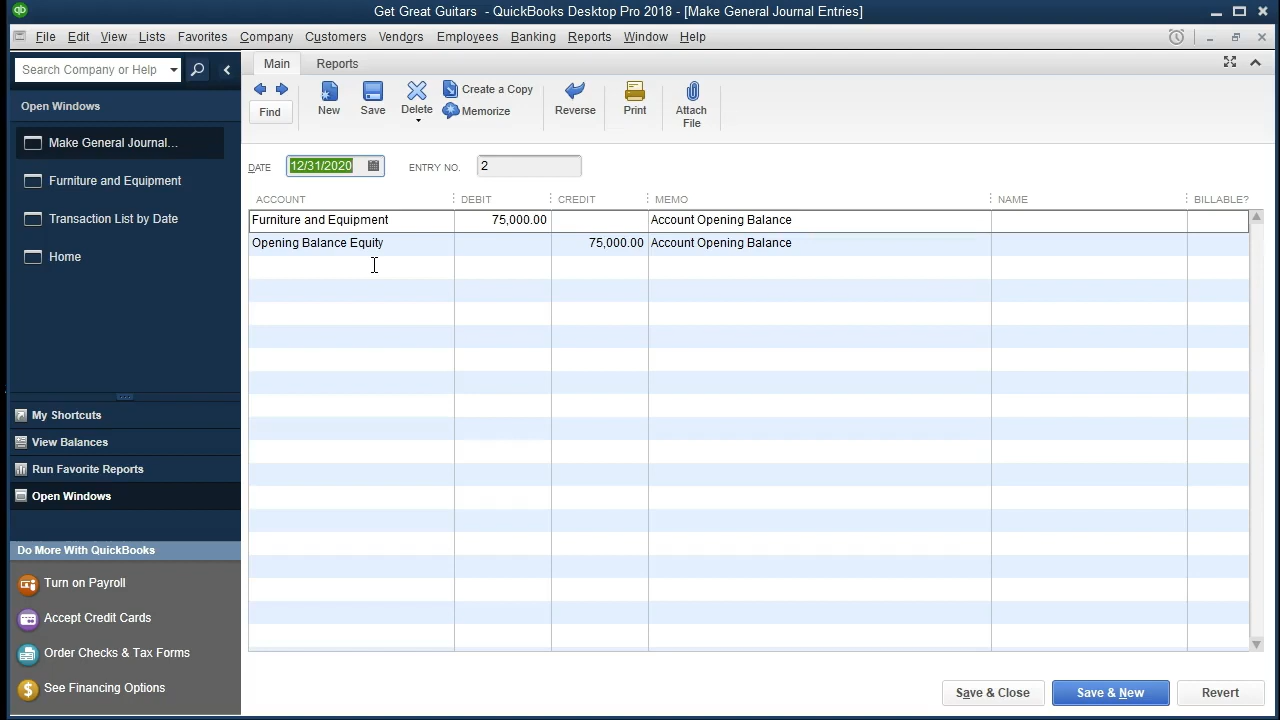 Get Great Guitars - QuickBooks Desktop Pro 2018 - [Make General Journal Entries]
File Edit View Lists Favorites Company Customers Vendors Employees Banking Reports Window Help
Search Company or Help
Main Reports
Open Windows
Make General Journal...
Furniture and Equipment
Transaction List by Date
Home
My Shortcuts
View Balances
Run Favorite Reports
Open Windows
Do More With QuickBooks
Turn on Payroll
Accept Credit Cards
Order Checks & Tax Forms
See Financing Options
Find
New
Save
Delete
Create a Copy
Memorize
Reverse
Print
Attach
File
DATE 12/31/2020 ENTRY NO. 2
ACCOUNT DEBIT CREDIT MEMO NAME BILLABLE?
Furniture and Equipment 75,000.00 Account Opening Balance
Opening Balance Equity 75,000.00 Account Opening Balance
Save & Close Save & New Revert